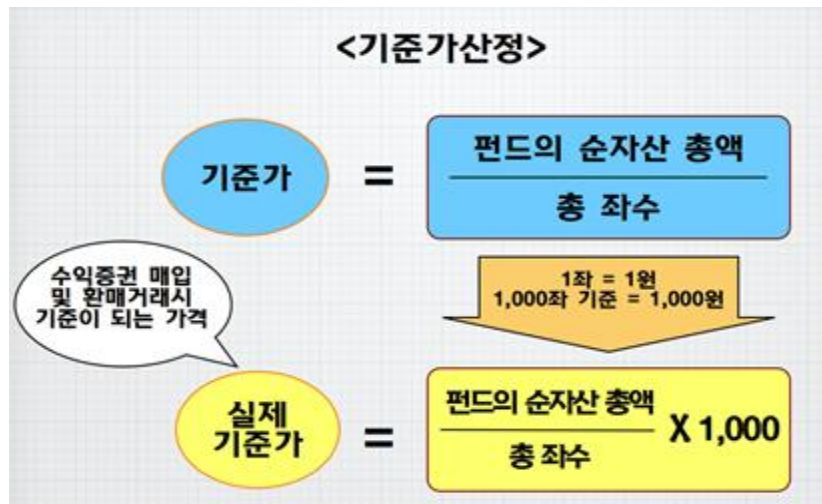 <기준가산정>
기준가
=
펀드의 순자산 총액
총 좌수
수익증권 매입
및 환매거래시
기준이 되는 가격
1좌 = 1원
1,000좌 기준 = 1,000원
실제
기준가
=
펀드의 순자산 총액
총 좌수
X 1,000